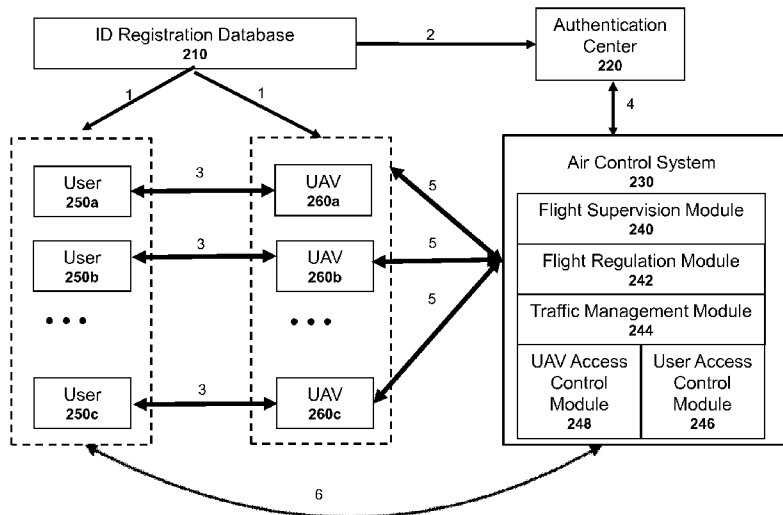 ID Registration Database
210
2
Authentication
Center
220
1
1
4
User
250a
3
UAV
260a
5
User
250b
3
UAV
260b
5
• • •
• • •
5
User
250c
3
UAV
260c
Air Control System
230
Flight Supervision Module
240
Flight Regulation Module
242
Traffic Management Module
244
UAV Access
Control
Module
248
User Access
Control
Module
246
6